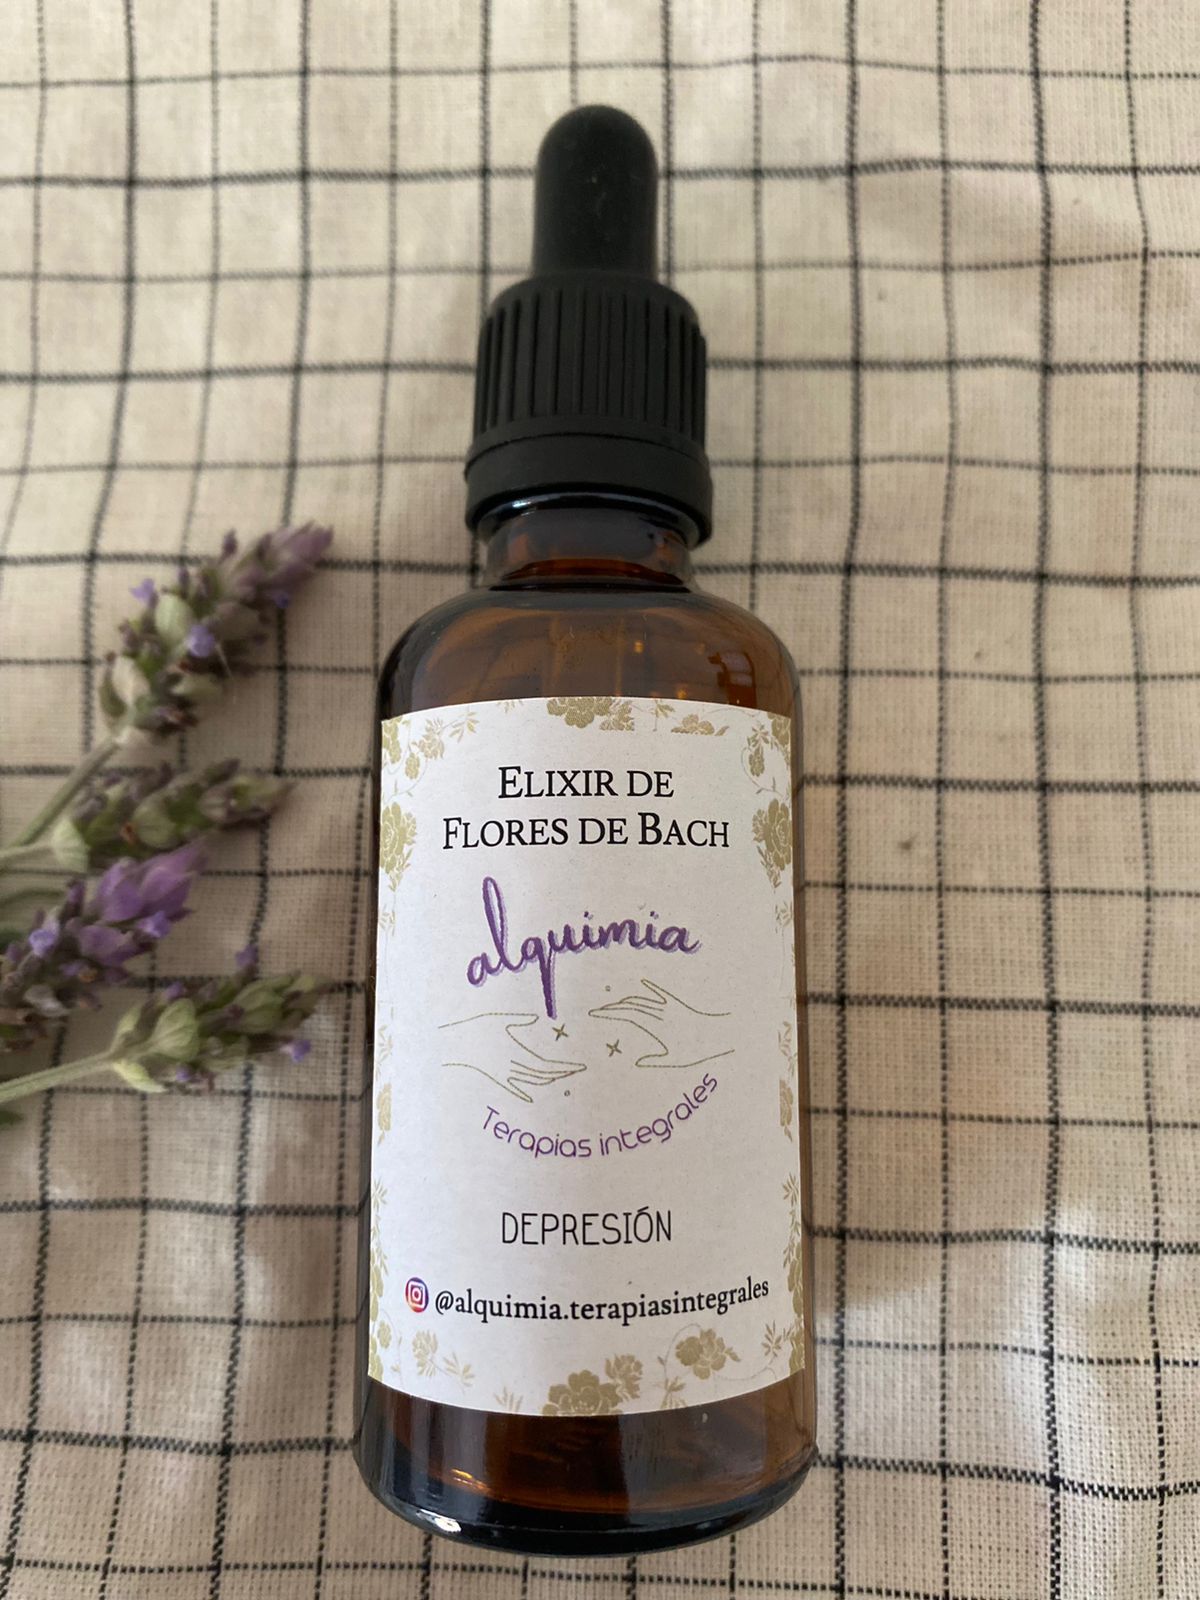 ELIXIR DE
FLORES DE BACH
alquimia
Terapias integrales
DEPRESIÓN
@alquimia.terapiasintegrales